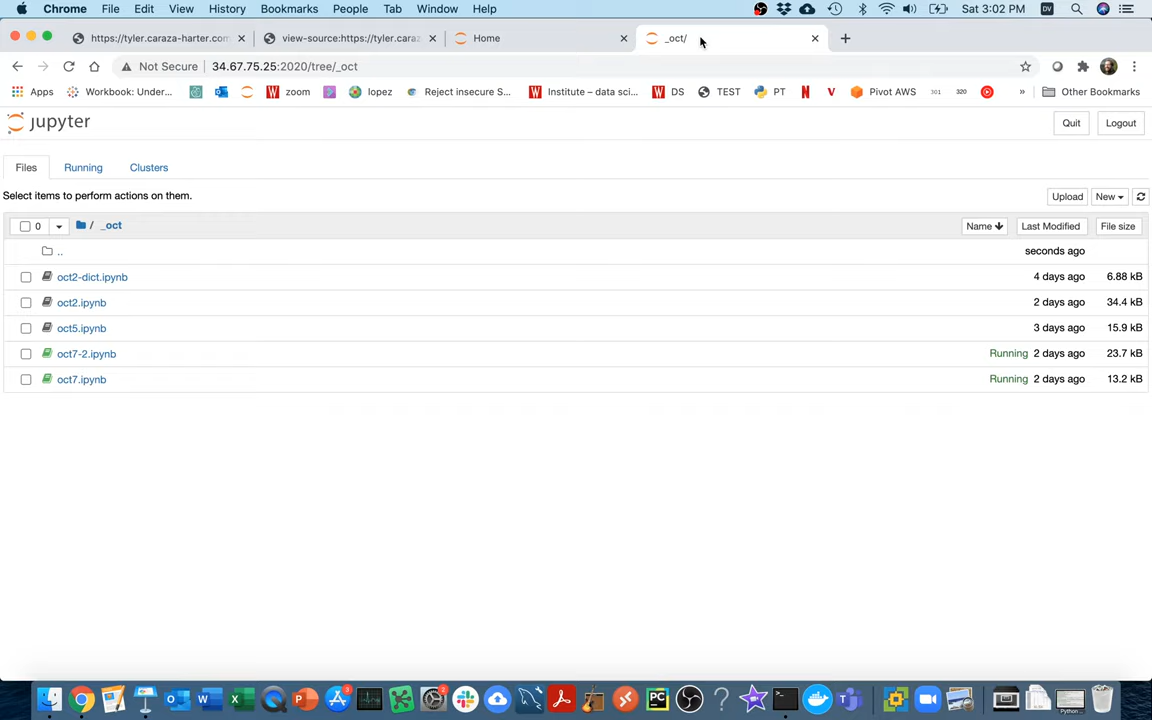 Chrome File Edit View History Bookmarks People Tab Window Help Sat 3:02 PM DV
https://tyler.caraza-harter.com view-source:https://tyler.caraz Home _oct/
Not Secure 34.67.75.25:2020/tree/_oct
Apps Workbook: Under... zoom lopez Reject insecure S... Institute – data sci... DS TEST PT Pivot AWS 301 320 » Other Bookmarks
jupyter Quit Logout
Files Running Clusters
Select items to perform actions on them. Upload New
0 / _oct Name Last Modified File size
.. seconds ago
oct2-dict.ipynb 4 days ago 6.88 kB
oct2.ipynb 2 days ago 34.4 kB
oct5.ipynb 3 days ago 15.9 kB
oct7-2.ipynb Running 2 days ago 23.7 kB
oct7.ipynb Running 2 days ago 13.2 kB